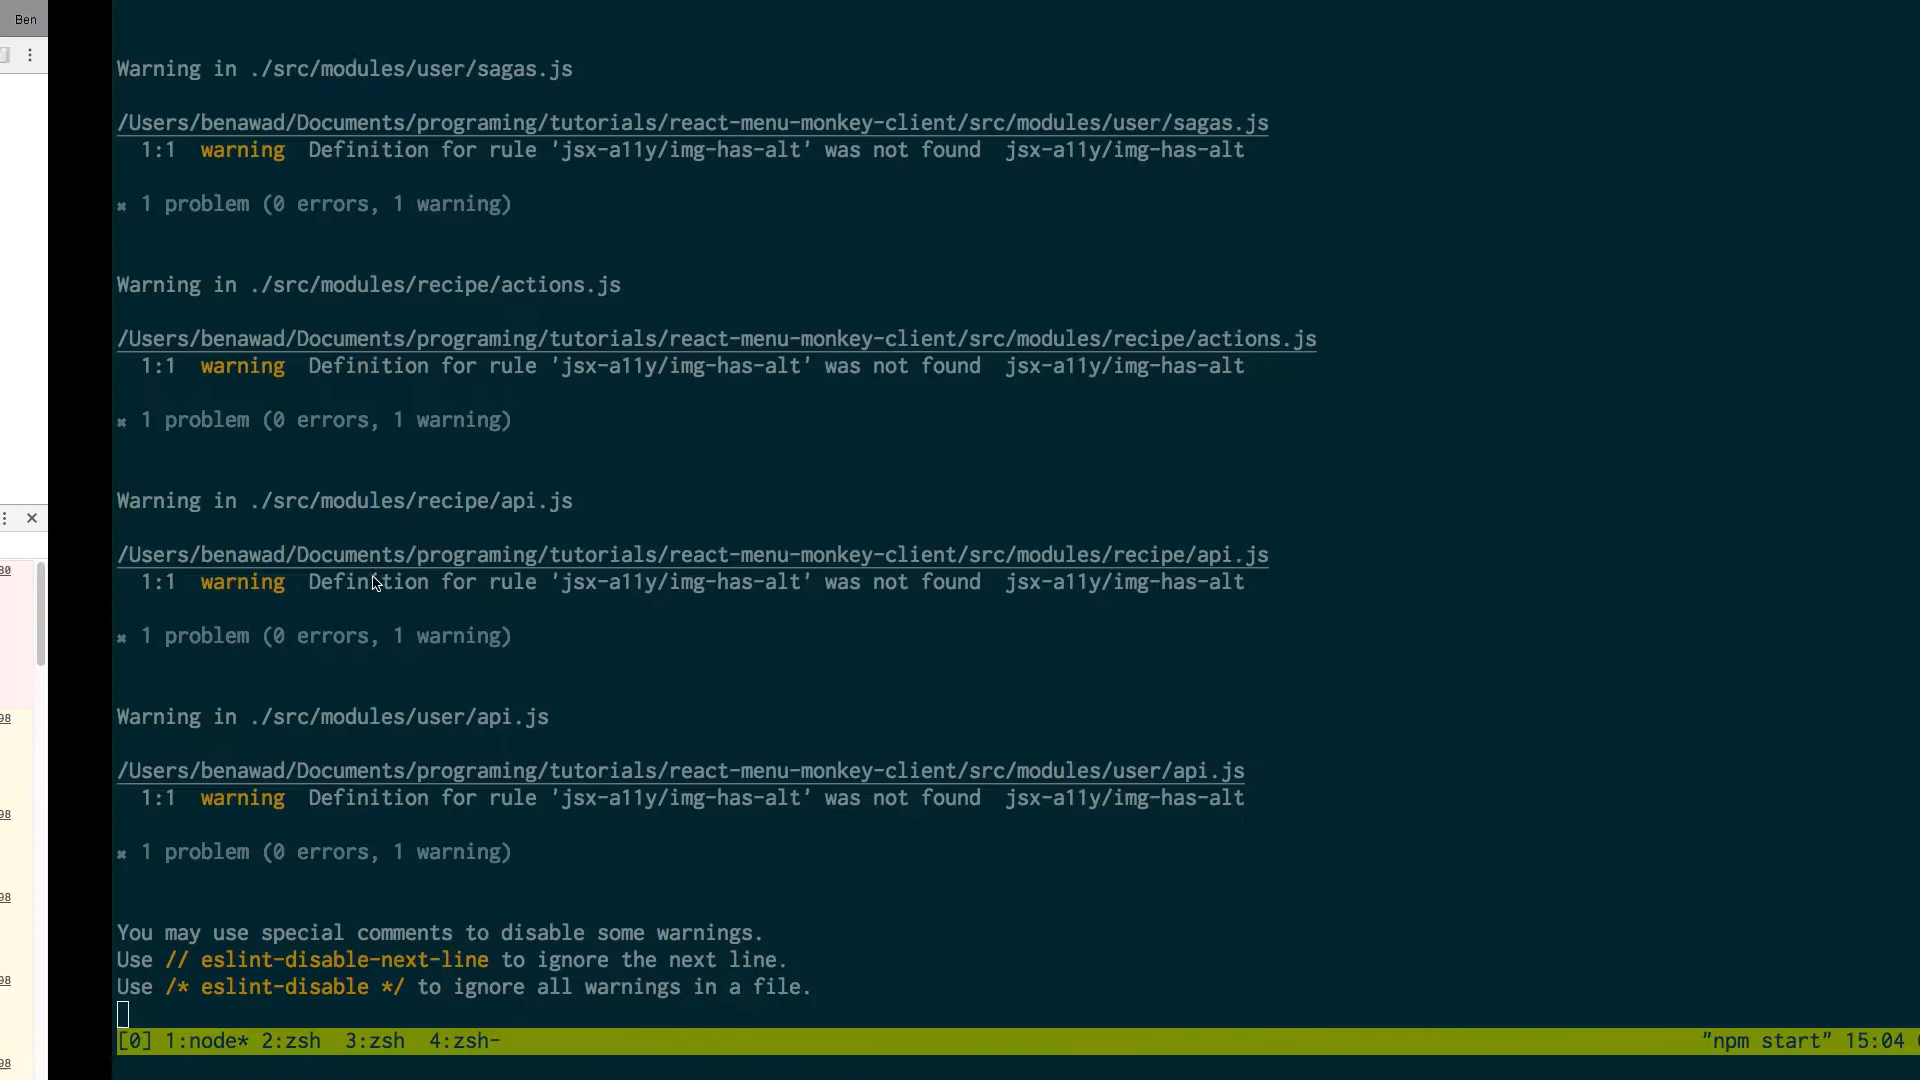 Ben
Warning in ./src/modules/user/sagas.js
/Users/benawad/Documents/programing/tutorials/react-menu-monkey-client/src/modules/user/sagas.js
1:1  warning  Definition for rule 'jsx-a11y/img-has-alt' was not found  jsx-a11y/img-has-alt
✖ 1 problem (0 errors, 1 warning)
Warning in ./src/modules/recipe/actions.js
/Users/benawad/Documents/programing/tutorials/react-menu-monkey-client/src/modules/recipe/actions.js
1:1  warning  Definition for rule 'jsx-a11y/img-has-alt' was not found  jsx-a11y/img-has-alt
✖ 1 problem (0 errors, 1 warning)
Warning in ./src/modules/recipe/api.js
/Users/benawad/Documents/programing/tutorials/react-menu-monkey-client/src/modules/recipe/api.js
1:1  warning  Definition for rule 'jsx-a11y/img-has-alt' was not found  jsx-a11y/img-has-alt
✖ 1 problem (0 errors, 1 warning)
Warning in ./src/modules/user/api.js
/Users/benawad/Documents/programing/tutorials/react-menu-monkey-client/src/modules/user/api.js
1:1  warning  Definition for rule 'jsx-a11y/img-has-alt' was not found  jsx-a11y/img-has-alt
✖ 1 problem (0 errors, 1 warning)
You may use special comments to disable some warnings.
Use // eslint-disable-next-line to ignore the next line.
Use /* eslint-disable */ to ignore all warnings in a file.
[0] 1:node* 2:zsh  3:zsh  4:zsh-  "npm start" 15:04
80
98
98
98
98
98